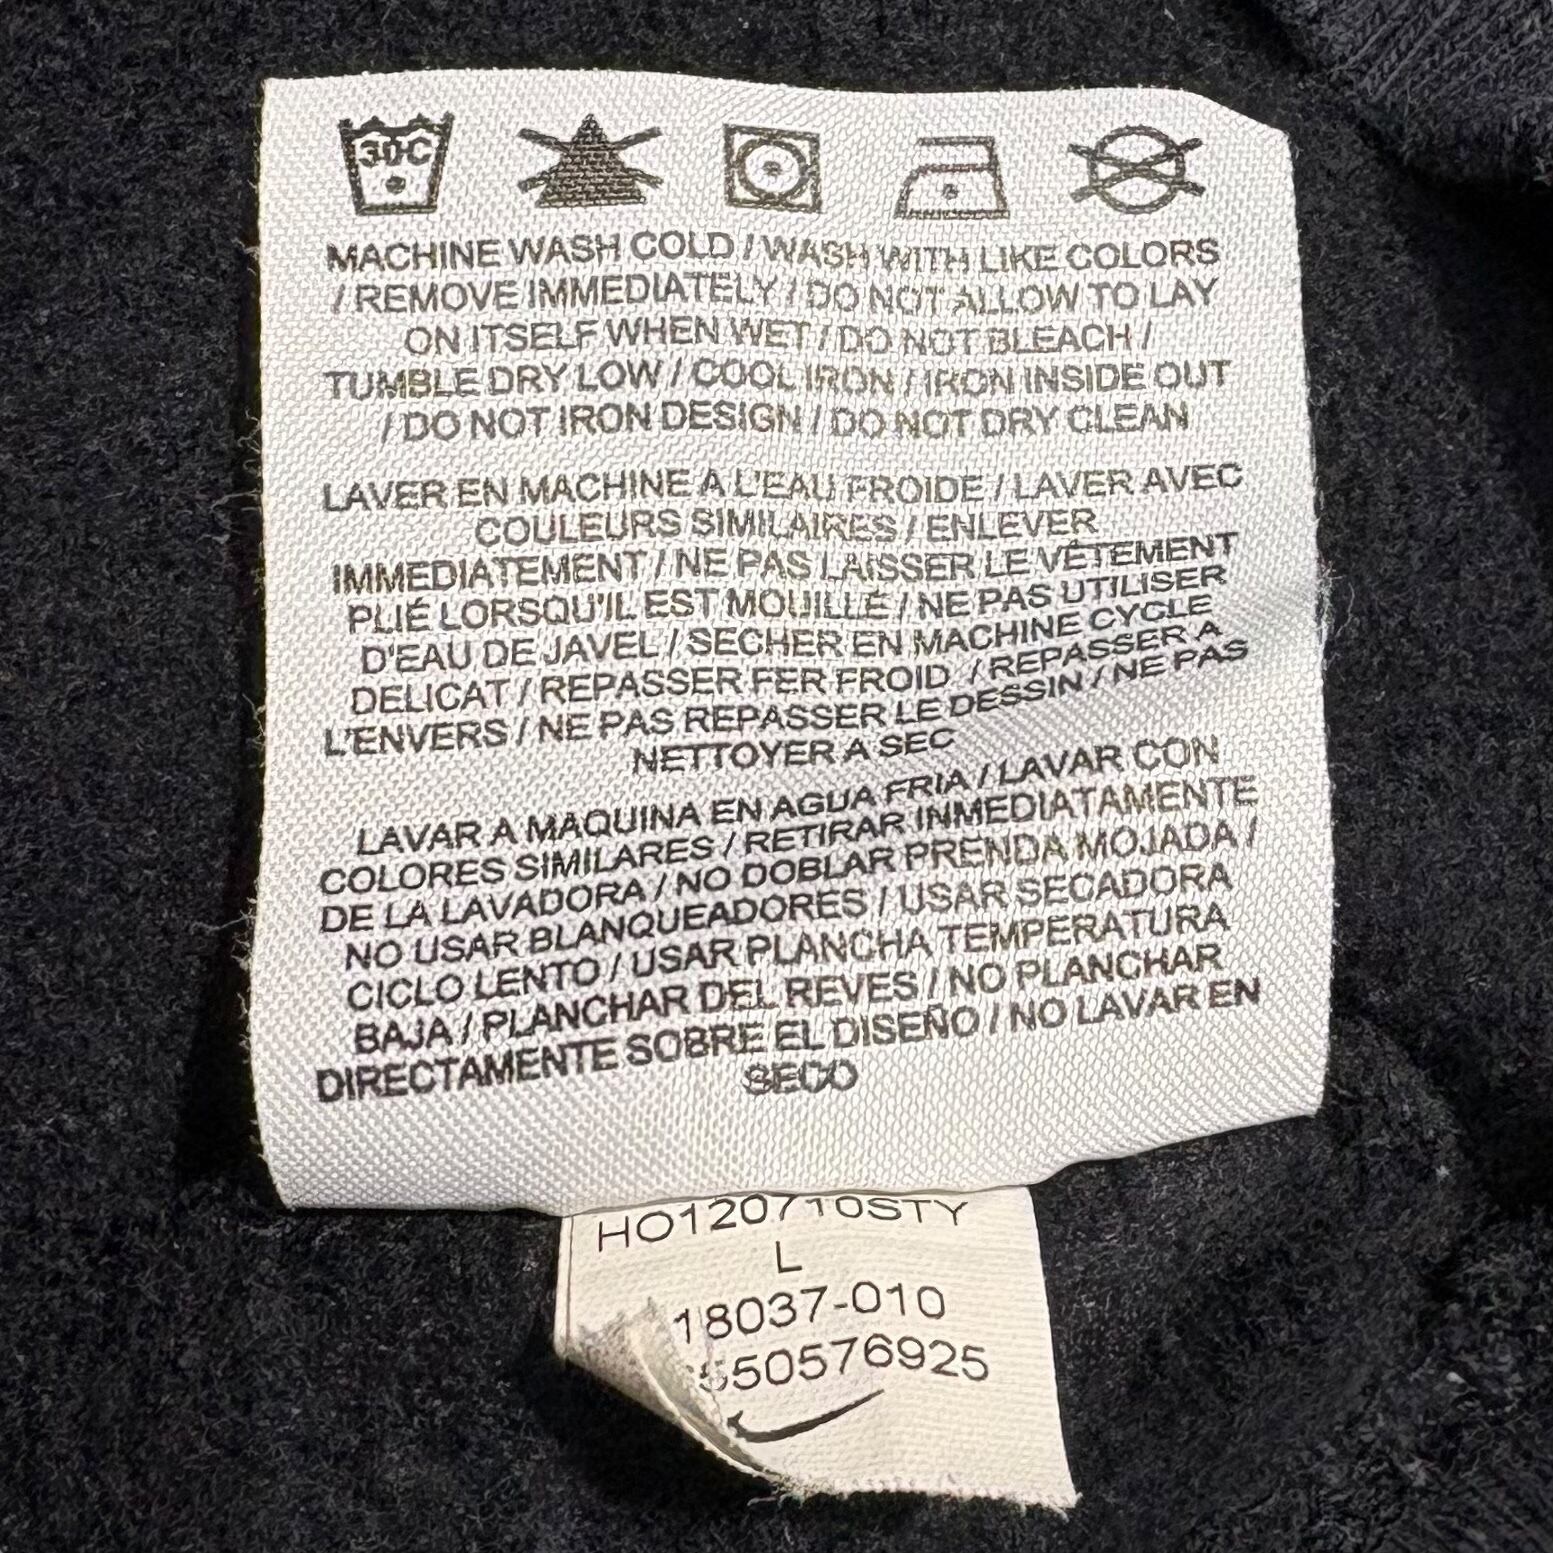 30C
MACHINE WASH COLD / WASH WITH LIKE COLORS
/ REMOVE IMMEDIATELY / DO NOT ALLOW TO LAY
ON ITSELF WHEN WET / DO NOT BLEACH /
TUMBLE DRY LOW / COOL IRON / IRON INSIDE OUT
/ DO NOT IRON DESIGN / DO NOT DRY CLEAN
LAVER EN MACHINE A L'EAU FROIDE / LAVER AVEC
COULEURS SIMILAIRES / ENLEVER
IMMEDIATEMENT / NE PAS LAISSER LE VÊTEMENT
PLIÉ LORSQU'IL EST MOUILLÉ / NE PAS UTILISER
D'EAU DE JAVEL / SECHER EN MACHINE CYCLE
DELICAT / REPASSER FER FROID / REPASSER A
L'ENVERS / NE PAS REPASSER LE DESSIN / NE PAS
NETTOYER A SEC
LAVAR A MAQUINA EN AGUA FRIA / LAVAR CON
COLORES SIMILARES / RETIRAR INMEDIATAMENTE
DE LA LAVADORA / NO DOBLAR PRENDA MOJADA /
NO USAR BLANQUEADORES / USAR SECADORA
CICLO LENTO / USAR PLANCHA TEMPERATURA
BAJA / PLANCHAR DEL REVES / NO PLANCHAR
DIRECTAMENTE SOBRE EL DISEÑO / NO LAVAR EN
SECO
HO120710STY
L
18037-010
550576925